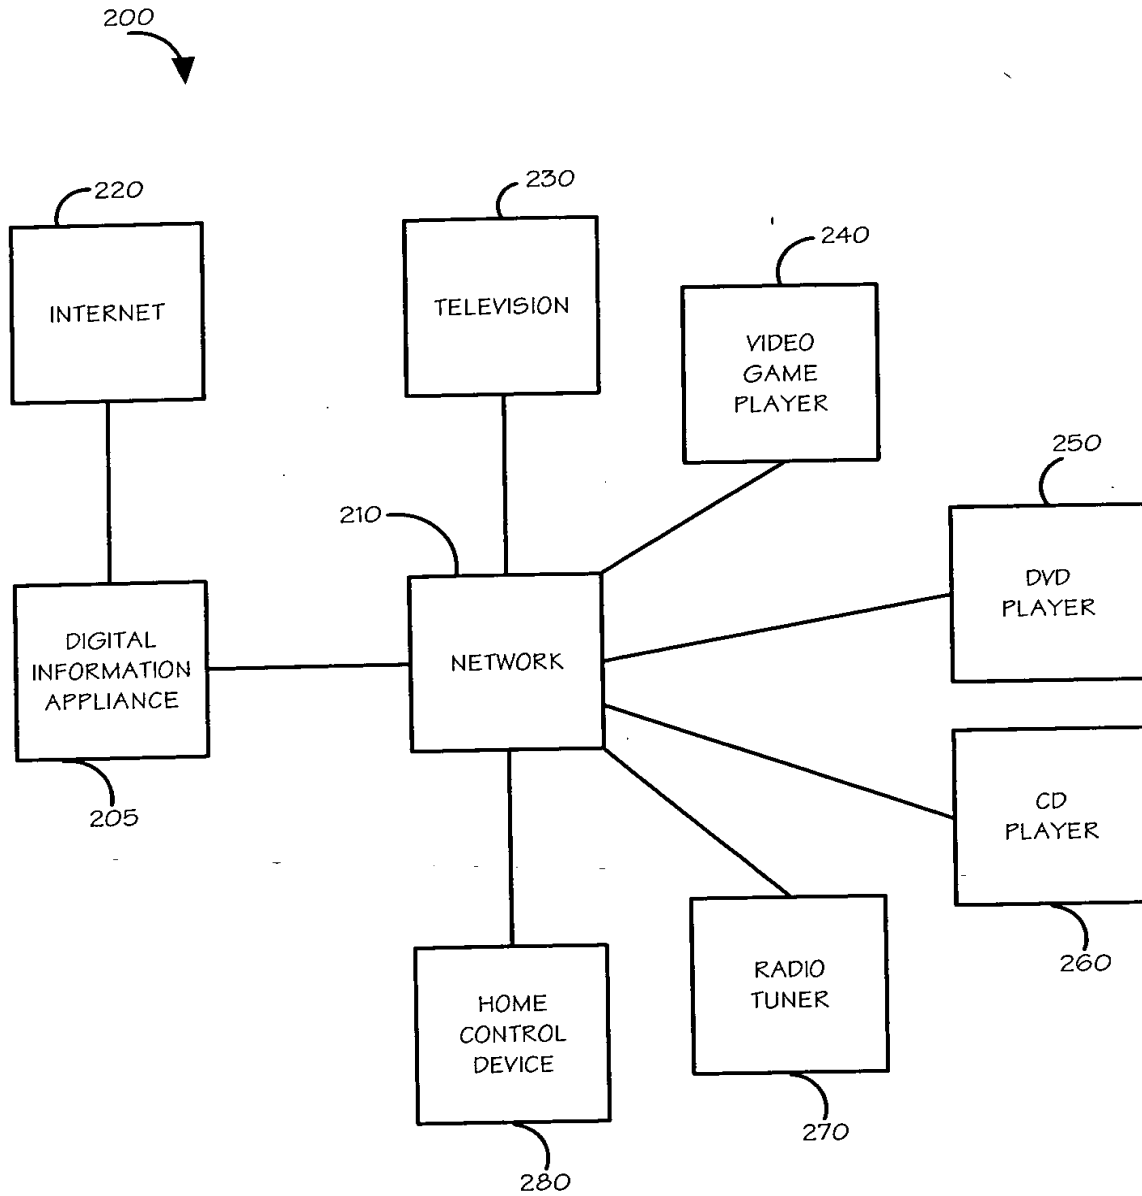 200
220
230
240
INTERNET
TELEVISION
VIDEO
GAME
PLAYER
250
210
DVD
PLAYER
DIGITAL
INFORMATION
APPLIANCE
NETWORK
205
CD
PLAYER
260
RADIO
TUNER
HOME
CONTROL
DEVICE
270
280